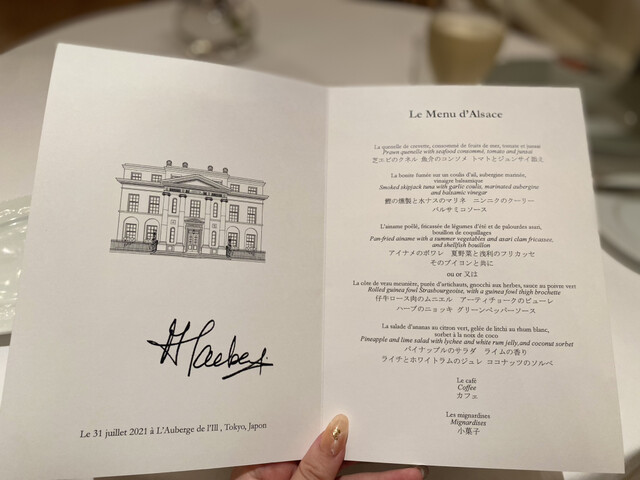 Le 31 juillet 2021 à L'Auberge de l'Ill , Tokyo, Japon
Le Menu d'Alsace
La quenelle de crevette, consommé de fruits de mer, tomate et junsai
Prawn quenelle with seafood consommé, tomato and junsai
芝エビのクネル 魚介のコンソメ トマトとジュンサイ添え
La bonite fumée sur un coulis d'ail, aubergine marinée,
vinaigre balsamique
Smoked skipjack tuna with garlic coulis, marinated aubergine
and balsamic vinegar
鰹の燻製と水ナスのマリネ ニンニクのクーリー
バルサミコソース
L'ainame poêlé, fricassée de légumes d'été et de palourdes asari,
bouillon de coquillages
Pan-fried ainame with a summer vegetables and asari clam fricassee,
and shellfish bouillon
アイナメのポワレ 夏野菜と浅利のフリカッセ
そのブイヨンと共に
ou or 又は
La côte de veau meunière, purée d'artichauts, gnocchi aux herbes, sauce au poivre vert
Rolled guinea fowl Strasbourgeoise, with a guinea fowl thigh brochette
仔牛ロース肉のムニエル アーティチョークのピューレ
ハーブのニョッキ グリーンペッパーソース
La salade d'ananas au citron vert, gelée de litchi au rhum blanc,
sorbet à la noix de coco
Pineapple and lime salad with lychee and white rum jelly,and coconut sorbet
パイナップルのサラダ ライムの香り
ライチとホワイトラムのジュレ ココナッツのソルベ
Le café
Coffee
カフェ
Les mignardises
Mignardises
小菓子